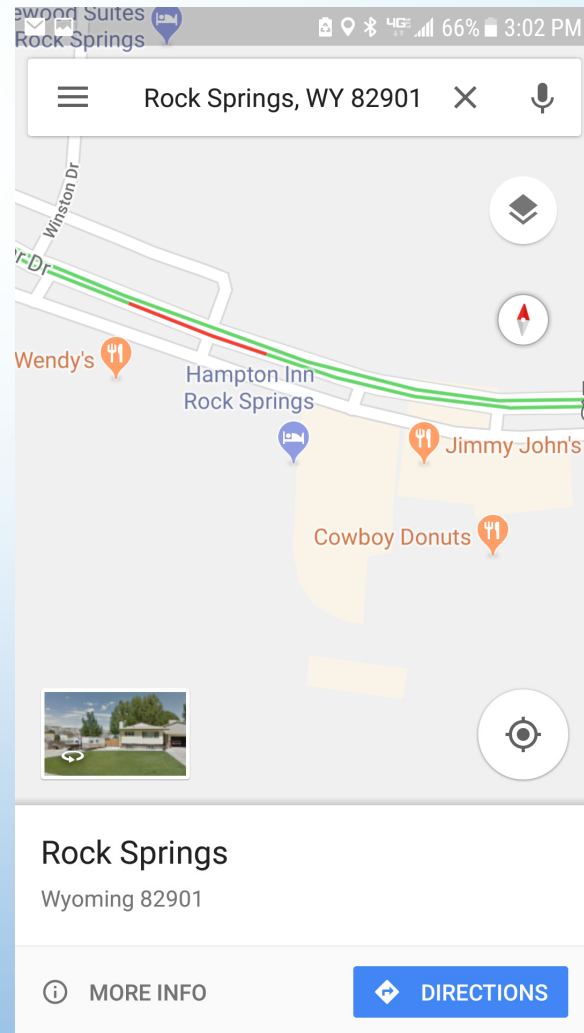 ewood Suites
Rock Springs
4G 66% 3:02 PM
Rock Springs, WY 82901
Winston Dr
r Dr
Wendy's
Hampton Inn
Rock Springs
Jimmy John's
Cowboy Donuts
Rock Springs
Wyoming 82901
MORE INFO
DIRECTIONS